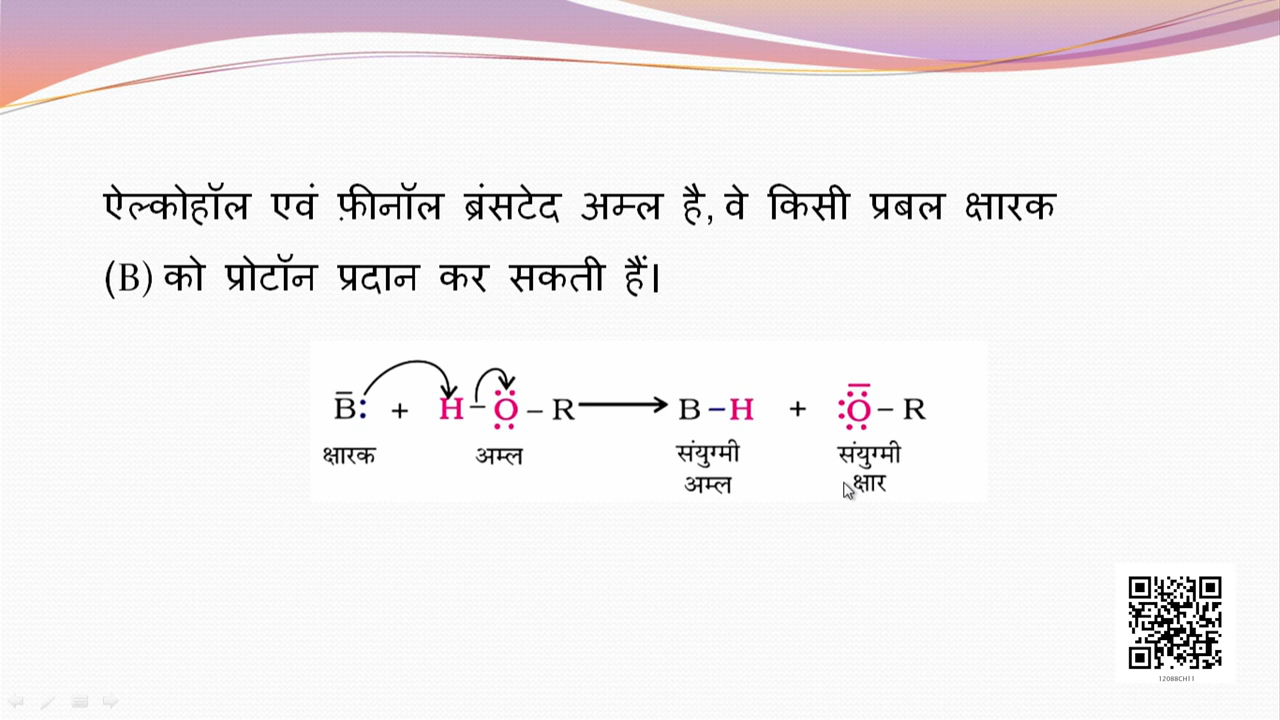 ऐल्कोहॉल एवं फ़ीनॉल ब्रंसटेद अम्ल है, वे किसी प्रबल क्षारक
(B) को प्रोटॉन प्रदान कर सकती हैं।
B̄: + H – Ö – R ⟶ B – H + :Ō – R
क्षारक अम्ल संयुग्मी संयुग्मी
अम्ल क्षार
12088CH11